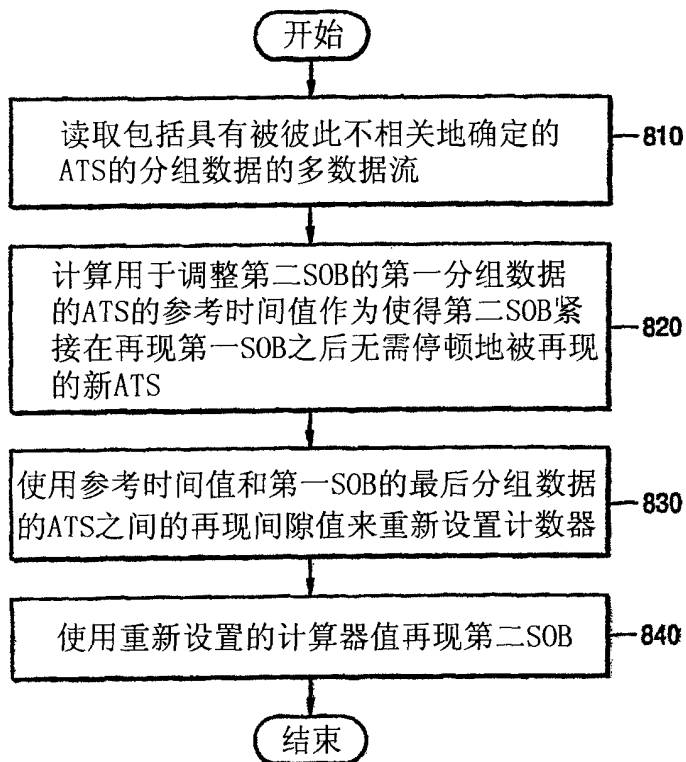 开始
读取包括具有被彼此不相关地确定的
ATS的分组数据的多数据流
810
计算用于调整第二SOB的第一分组数据
的ATS的参考时间值作为使得第二SOB紧
接在再现第一SOB之后无需停顿地被再现
的新ATS
820
使用参考时间值和第一SOB的最后分组数据
的ATS之间的再现间隙值来重新设置计数器
830
使用重新设置的计算器值再现第二SOB
840
结束